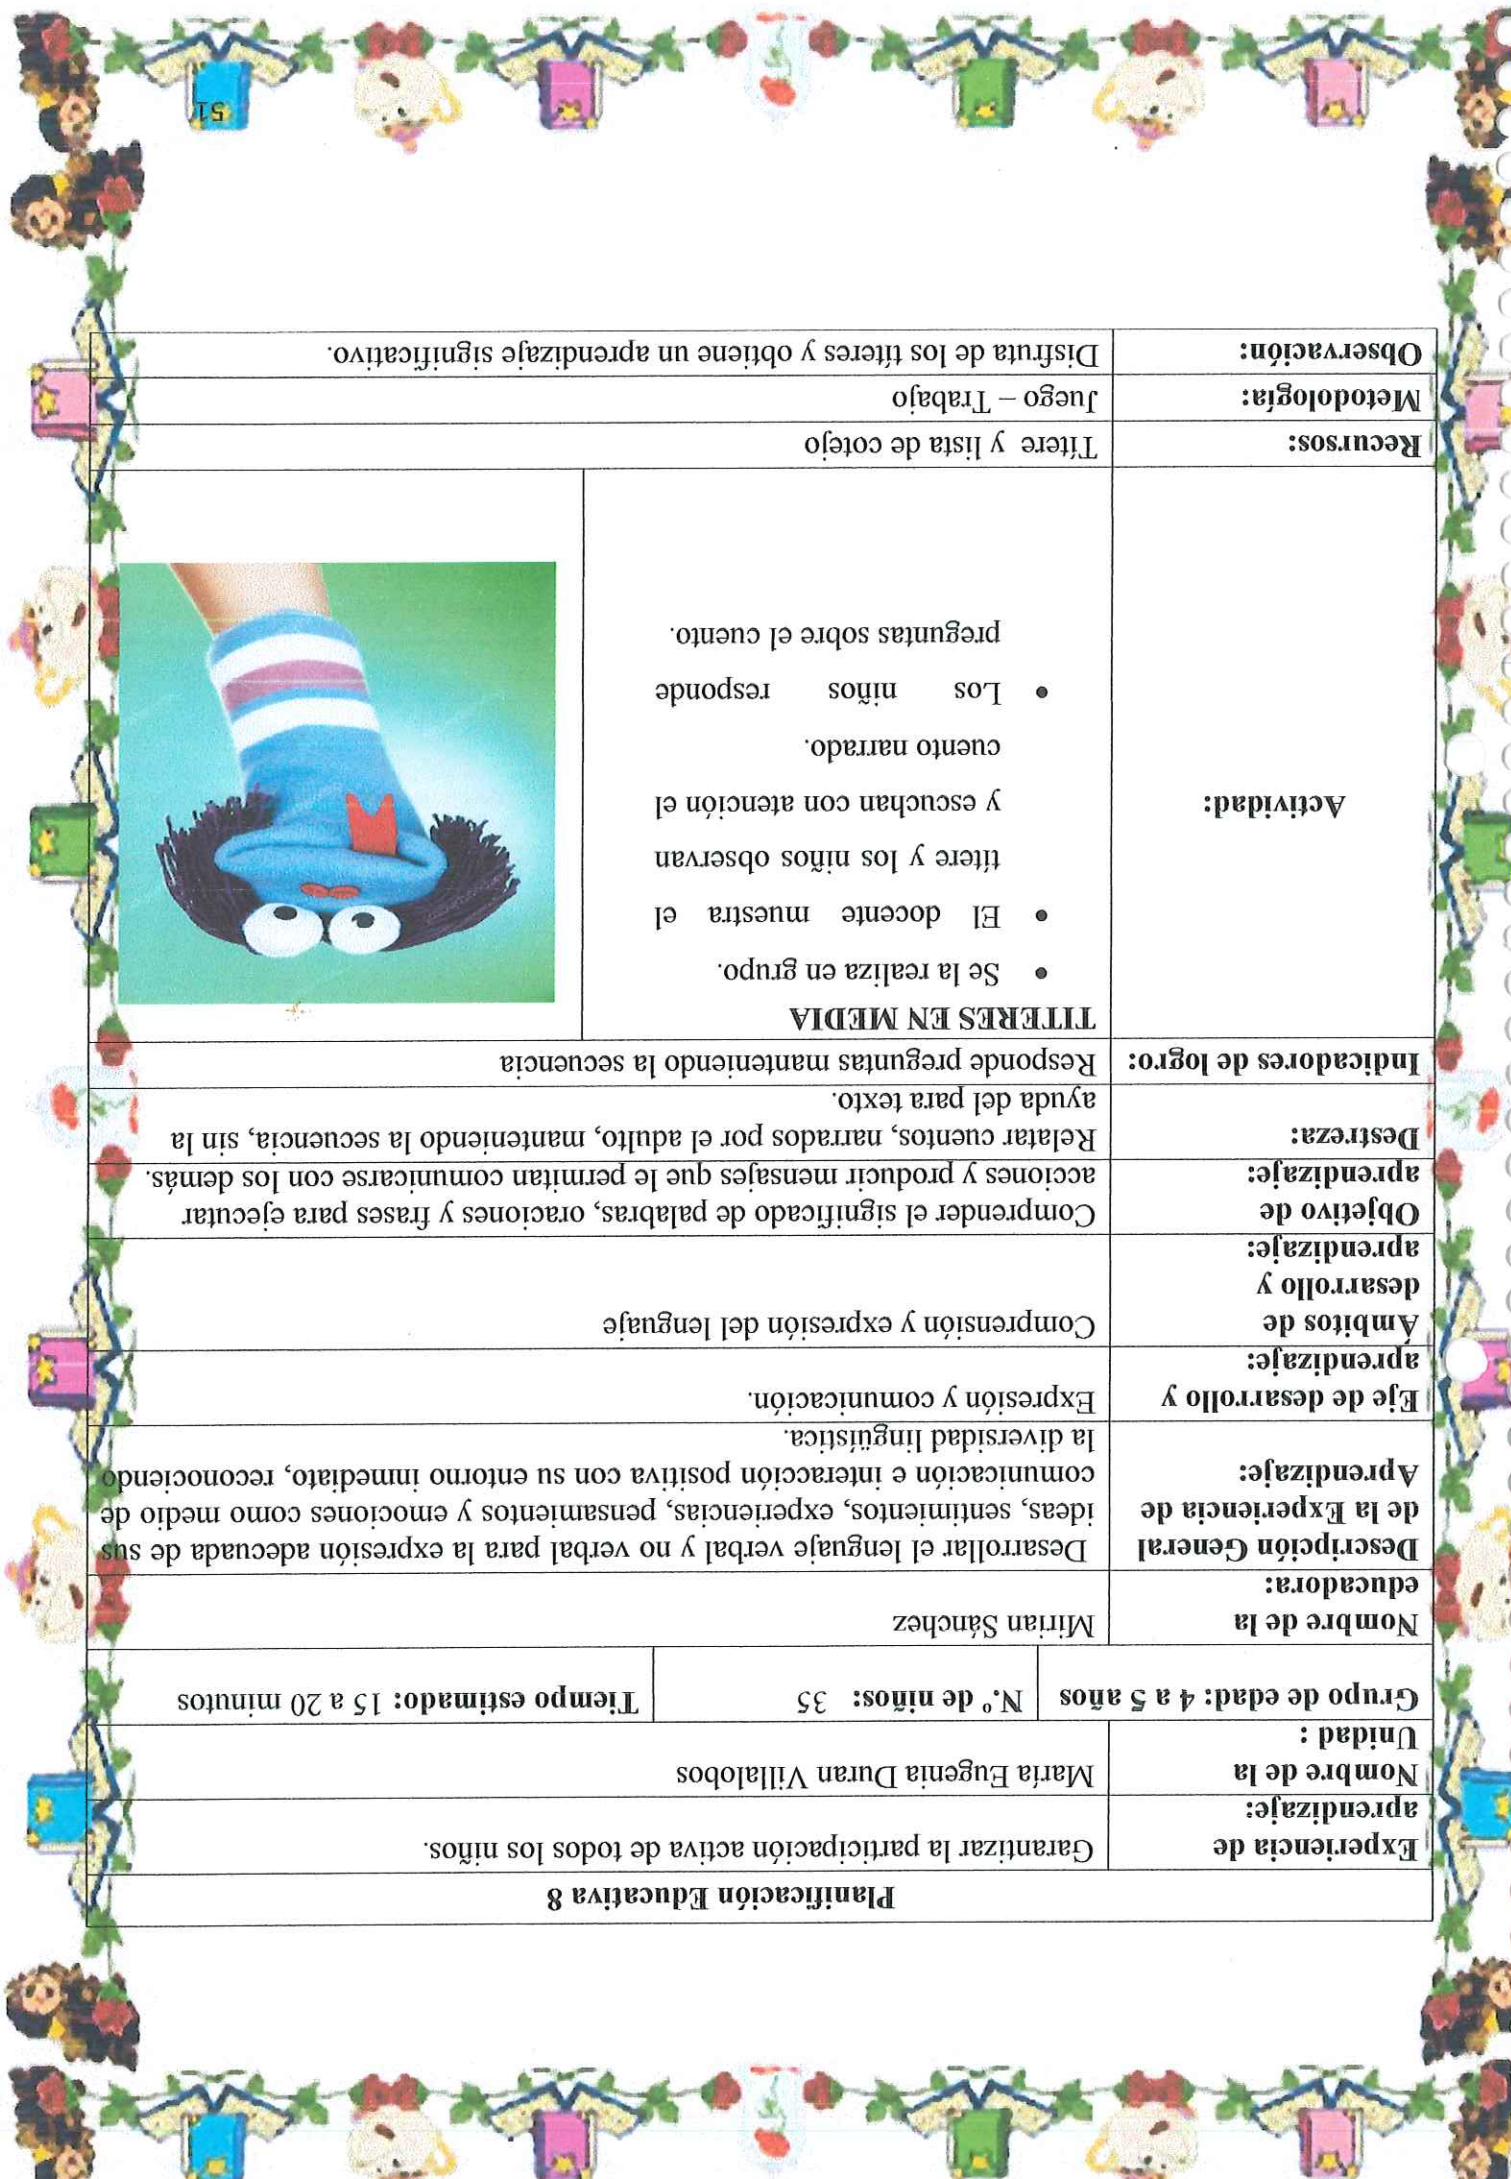 Planificación Educativa 8
Experiencia de
aprendizaje:
Garantizar la participación activa de todos los niños.
Nombre de la
Unidad :
María Eugenia Duran Villalobos
Grupo de edad: 4 a 5 años
N.º de niños: 35
Tiempo estimado: 15 a 20 minutos
Nombre de la
educadora:
Mirian Sánchez
Descripción General
de la Experiencia de
Aprendizaje:
Desarrollar el lenguaje verbal y no verbal para la expresión adecuada de sus
ideas, sentimientos, experiencias, pensamientos y emociones como medio de
comunicación e interacción positiva con su entorno inmediato, reconociendo
la diversidad lingüística.
Eje de desarrollo y
aprendizaje:
Expresión y comunicación.
Ámbitos de
desarrollo y
aprendizaje:
Comprensión y expresión del lenguaje
Objetivo de
aprendizaje:
Comprender el significado de palabras, oraciones y frases para ejecutar
acciones y producir mensajes que le permitan comunicarse con los demás.
Destreza:
Relatar cuentos, narrados por el adulto, manteniendo la secuencia, sin la
ayuda del para texto.
Indicadores de logro:
Responde preguntas manteniendo la secuencia
Actividad:
TITERES EN MEDIA
• Se la realiza en grupo.
• El docente muestra el
títere y los niños observan
y escuchan con atención el
cuento narrado.
• Los niños responde
preguntas sobre el cuento.
Recursos:
Títere y lista de cotejo
Metodología:
Juego – Trabajo
Observación:
Disfruta de los títeres y obtiene un aprendizaje significativo.
51